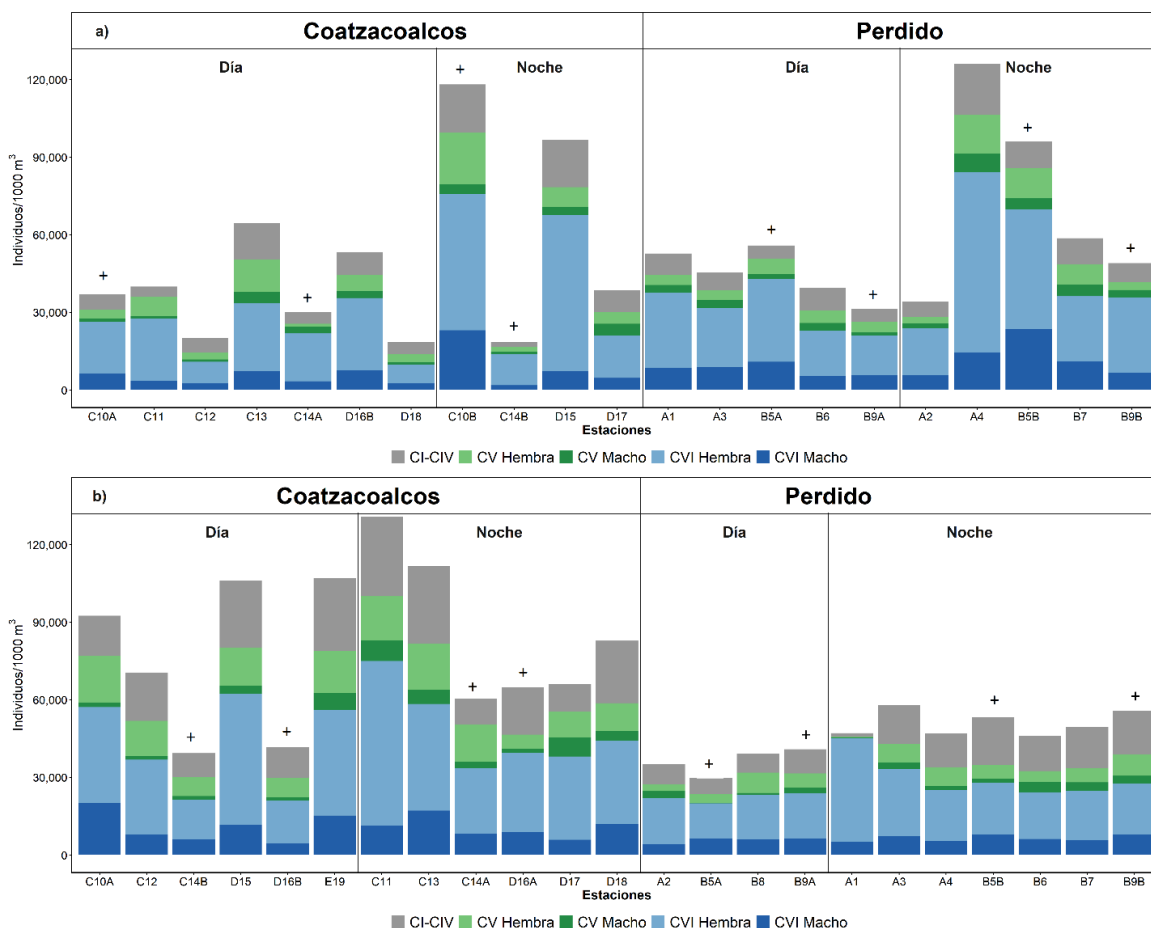 a)
Coatzacoalcos Perdido
Día Noche Día Noche
Individuos/1000 m³
120,000
90,000
60,000
30,000
0
+ + + + + + + +
C10A C11 C12 C13 C14A D16B D18 C10B C14B D15 D17 A1 A3 B5A B6 B9A A2 A4 B5B B7 B9B
Estaciones
CI-CIV CV Hembra CV Macho CVI Hembra CVI Macho
b)
Coatzacoalcos Perdido
Día Noche Día Noche
Individuos/1000 m³
120,000
90,000
60,000
30,000
0
+ + + + + + + +
C10A C12 C14B D15 D16B E19 C11 C13 C14A D16A D17 D18 A2 B5A B8 B9A A1 A3 A4 B5B B6 B7 B9B
Estaciones
CI-CIV CV Hembra CV Macho CVI Hembra CVI Macho